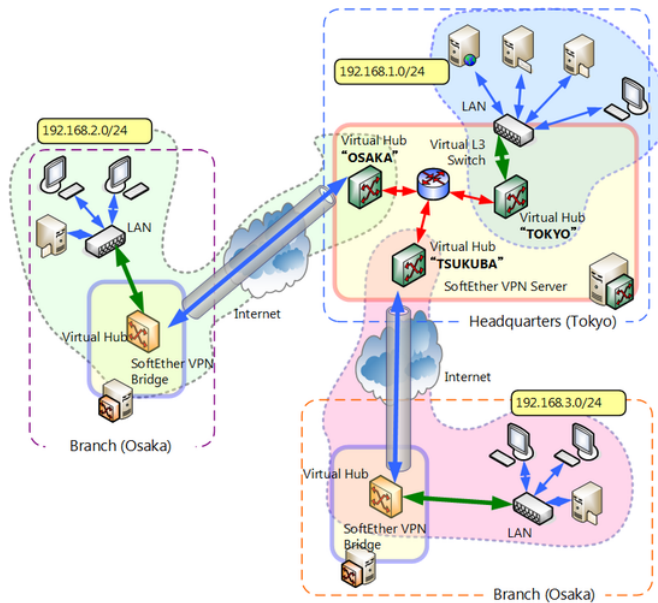 192.168.1.0/24
LAN
192.168.2.0/24
Virtual Hub
"OSAKA"
Virtual L3
Switch
LAN
Virtual Hub
"TOKYO"
Virtual Hub
"TSUKUBA"
SoftEther VPN Server
Internet
Headquarters (Tokyo)
Virtual Hub
SoftEther VPN
Bridge
Internet
192.168.3.0/24
Branch (Osaka)
Virtual Hub
SoftEther VPN
Bridge
LAN
Branch (Osaka)